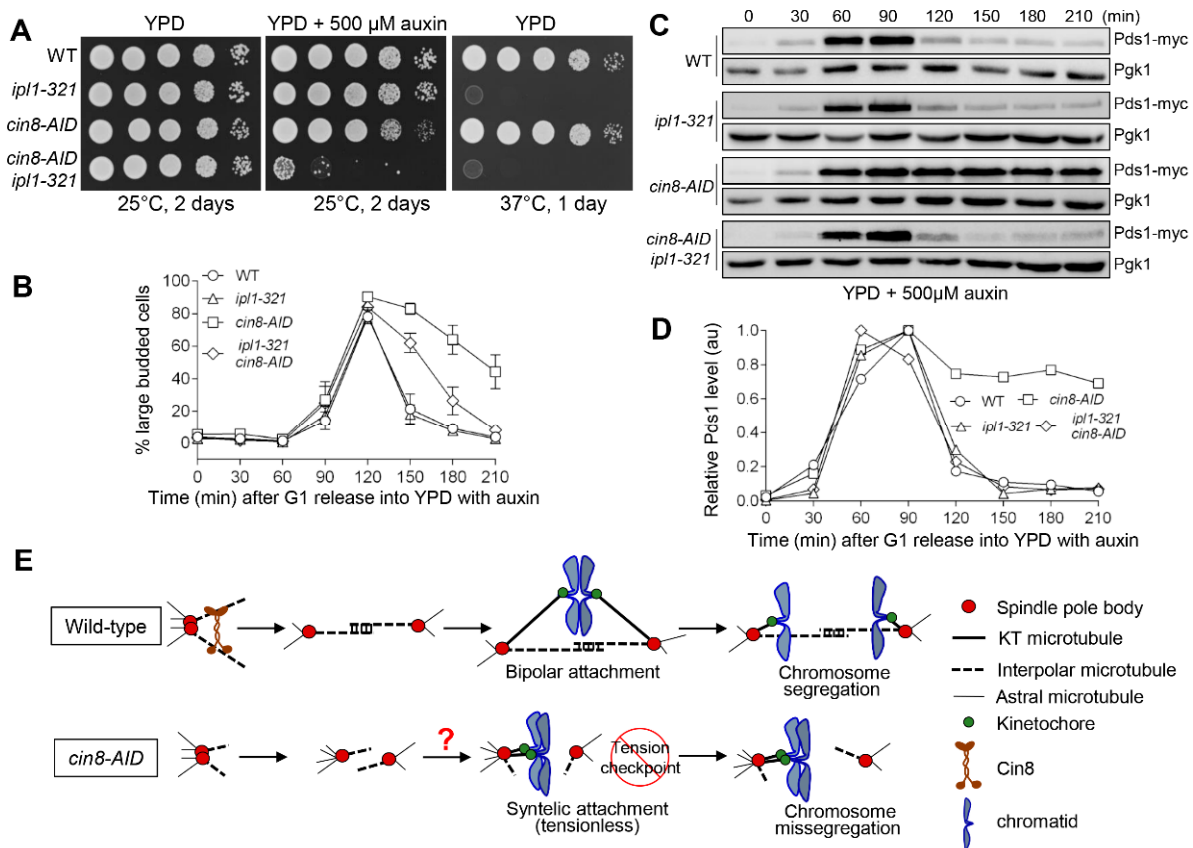 A
YPD
YPD + 500 µM auxin
YPD
WT
ipl1-321
cin8-AID
cin8-AID
ipl1-321
25°C, 2 days
25°C, 2 days
37°C, 1 day
B
% large budded cells
100
80
60
40
20
0
WT
ipl1-321
cin8-AID
ipl1-321
cin8-AID
0 30 60 90 120 150 180 210
Time (min) after G1 release into YPD with auxin
C
0 30 60 90 120 150 180 210 (min)
WT
Pds1-myc
Pgk1
ipl1-321
Pds1-myc
Pgk1
cin8-AID
Pds1-myc
Pgk1
cin8-AID
ipl1-321
Pds1-myc
Pgk1
YPD + 500µM auxin
D
Relative Pds1 level (au)
1.0
0.8
0.6
0.4
0.2
0.0
WT
cin8-AID
ipl1-321
ipl1-321
cin8-AID
0 30 60 90 120 150 180 210
Time (min) after G1 release into YPD with auxin
E
Wild-type
Bipolar attachment
Chromosome
segregation
cin8-AID
?
Syntelic attachment
(tensionless)
Tension
checkpoint
Chromosome
missegregation
Spindle pole body
KT microtubule
Interpolar microtubule
Astral microtubule
Kinetochore
Cin8
chromatid